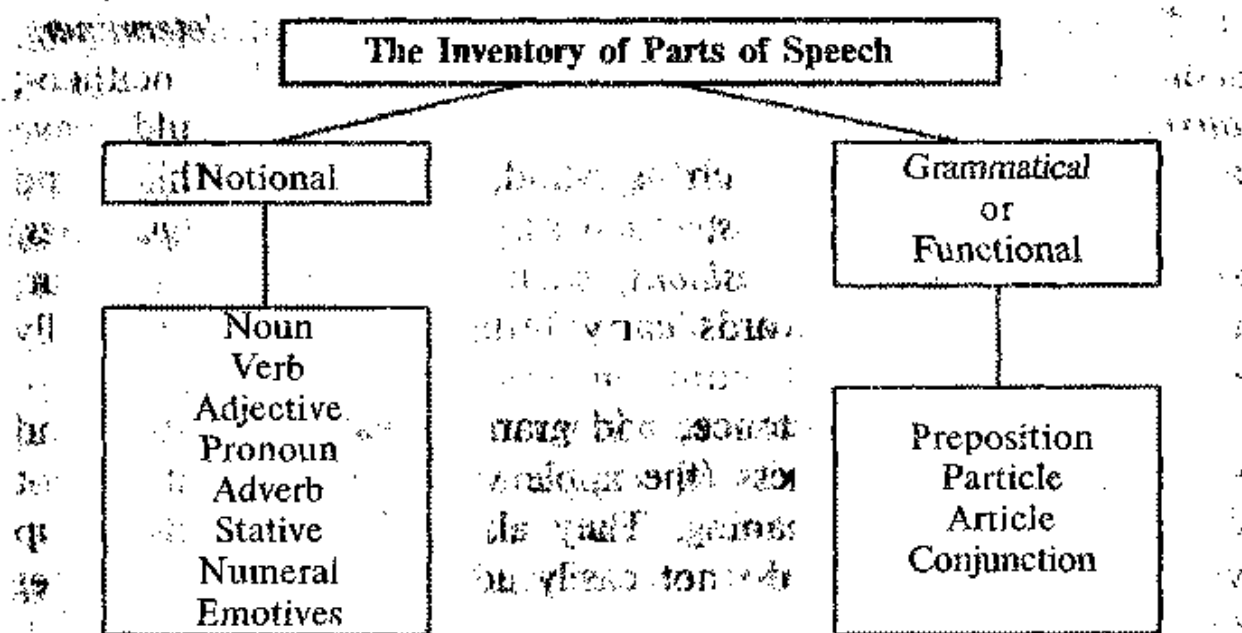 The Inventory of Parts of Speech
Notional
Grammatical
or
Functional
Noun
Verb
Adjective
Pronoun
Adverb
Stative
Numeral
Emotives
Preposition
Particle
Article
Conjunction